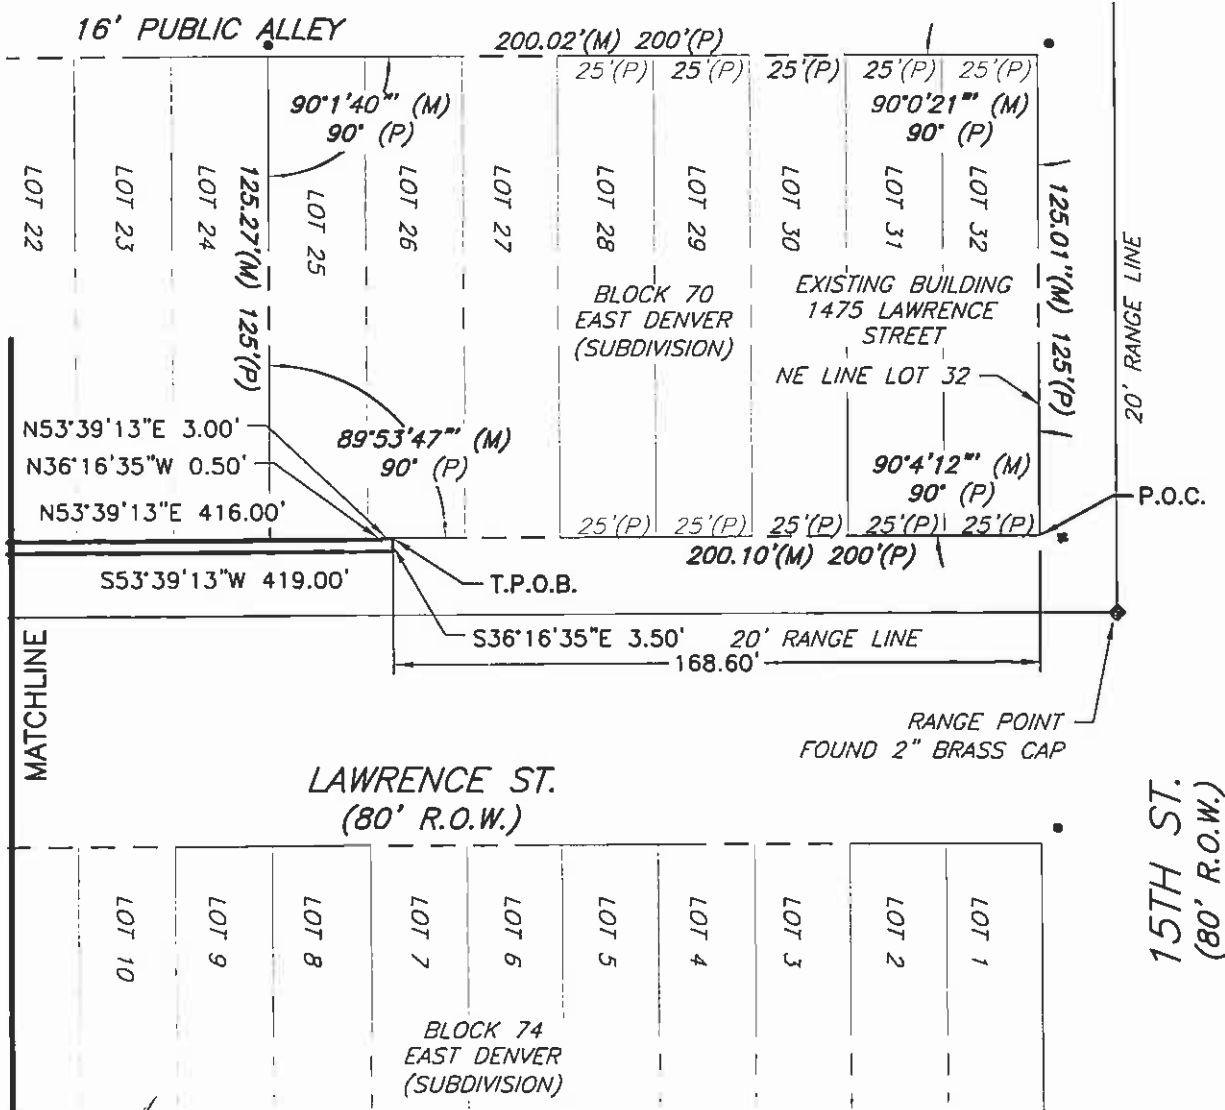 16' PUBLIC ALLEY
200.02'(M) 200'(P)
25'(P) 25'(P) 25'(P) 25'(P) 25'(P)
90°1'40"' (M)
90° (P)
90°0'21"' (M)
90° (P)
LOT 22
LOT 23
LOT 24
125.27'(M) 125'(P)
LOT 25
LOT 26
LOT 27
LOT 28
LOT 29
LOT 30
LOT 31
LOT 32
125.01"(M) 125'(P)
20' RANGE LINE
BLOCK 70
EAST DENVER
(SUBDIVISION)
EXISTING BUILDING
1475 LAWRENCE
STREET
NE LINE LOT 32
N53°39'13"E 3.00'
N36°16'35"W 0.50'
N53°39'13"E 416.00'
89°53'47"' (M)
90° (P)
90°4'12"' (M)
90° (P)
P.O.C.
25'(P) 25'(P) 25'(P) 25'(P) 25'(P)
200.10'(M) 200'(P)
S53°39'13"W 419.00'
T.P.O.B.
S36°16'35"E 3.50'
20' RANGE LINE
168.60'
MATCHLINE
RANGE POINT
FOUND 2" BRASS CAP
LAWRENCE ST.
(80' R.O.W.)
15TH ST.
(80' R.O.W.)
LOT 10
LOT 9
LOT 8
LOT 7
LOT 6
LOT 5
LOT 4
LOT 3
LOT 2
LOT 1
BLOCK 74
EAST DENVER
(SUBDIVISION)